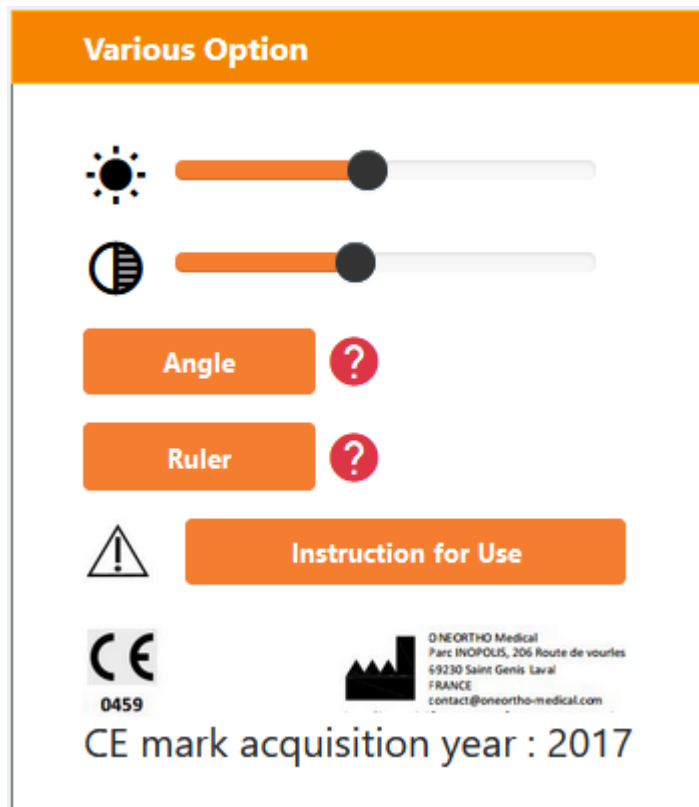 Various Option
Angle
?
Ruler
?
Instruction for Use
CE
0459
ONEORTHO Medical
Parc INOPOLIS, 206 Route de vourles
69230 Saint Genis Laval
FRANCE
contact@oneortho-medical.com
CE mark acquisition year : 2017